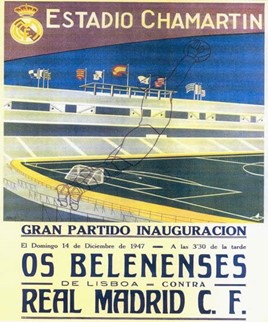 ESTADIO CHAMARTIN
GRAN PARTIDO INAUGURACION
El Domingo 14 de Diciembre de 1947 — A las 3'30 de la tarde
OS BELENENSES
DE LISBOA — CONTRA
REAL MADRID C. F.